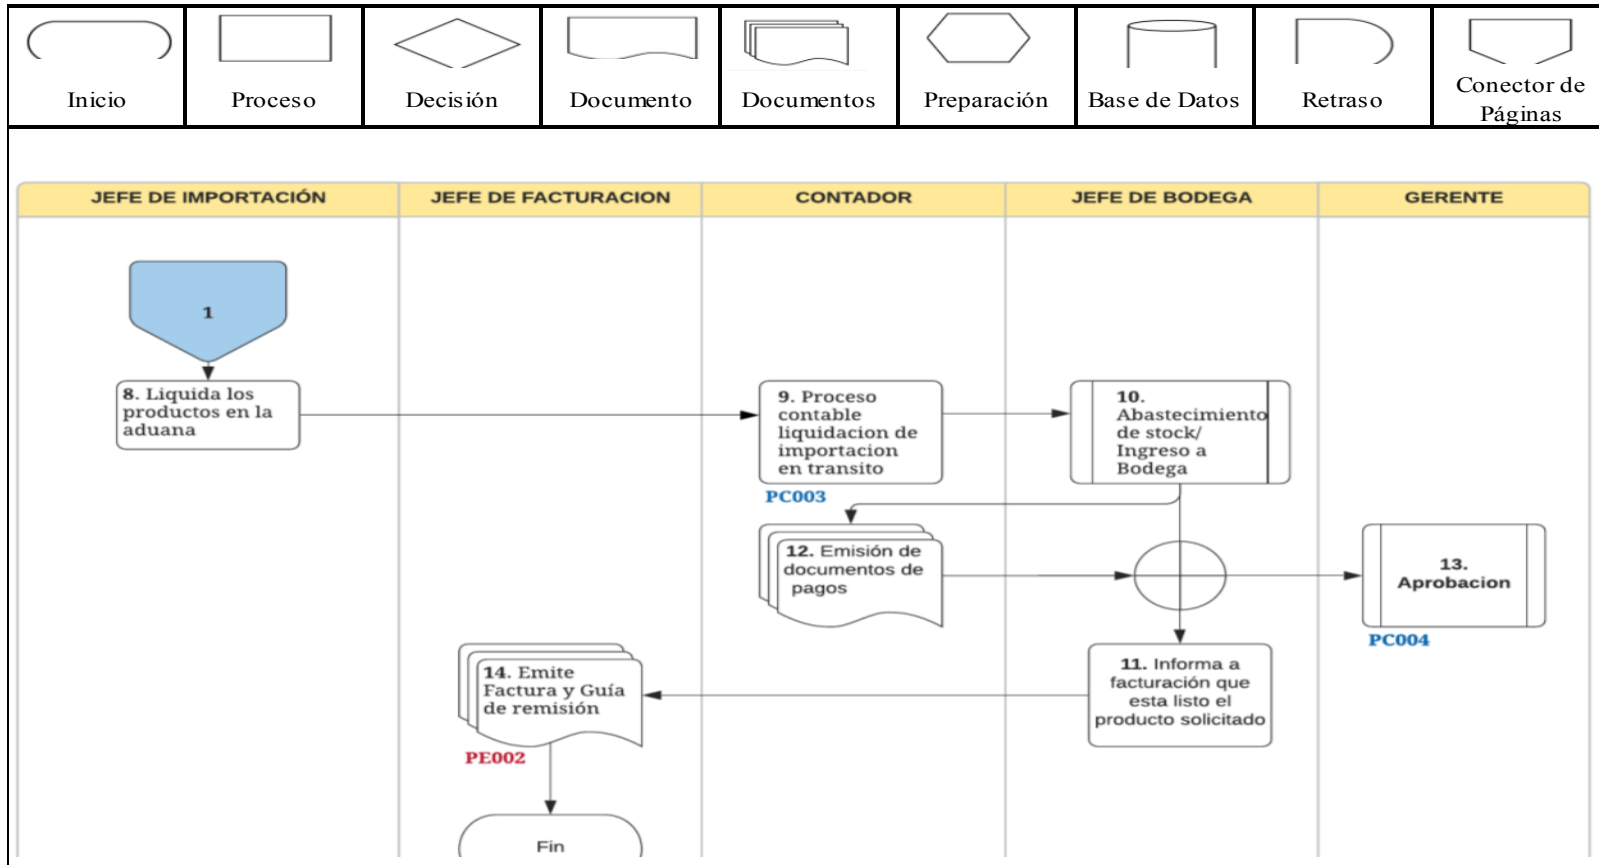 Inicio
Proceso
Decisión
Documento
Documentos
Preparación
Base de Datos
Retraso
Conector de
Páginas
JEFE DE IMPORTACIÓN
JEFE DE FACTURACION
CONTADOR
JEFE DE BODEGA
GERENTE
1
8. Liquida los
productos en la
aduana
9. Proceso
contable
liquidacion de
importacion
en transito
PC003
10.
Abastecimiento
de stock/
Ingreso a
Bodega
12. Emisión de
documentos de
pagos
13.
Aprobacion
PC004
11. Informa a
facturación que
esta listo el
producto solicitado
14. Emite
Factura y Guía
de remisión
PE002
Fin